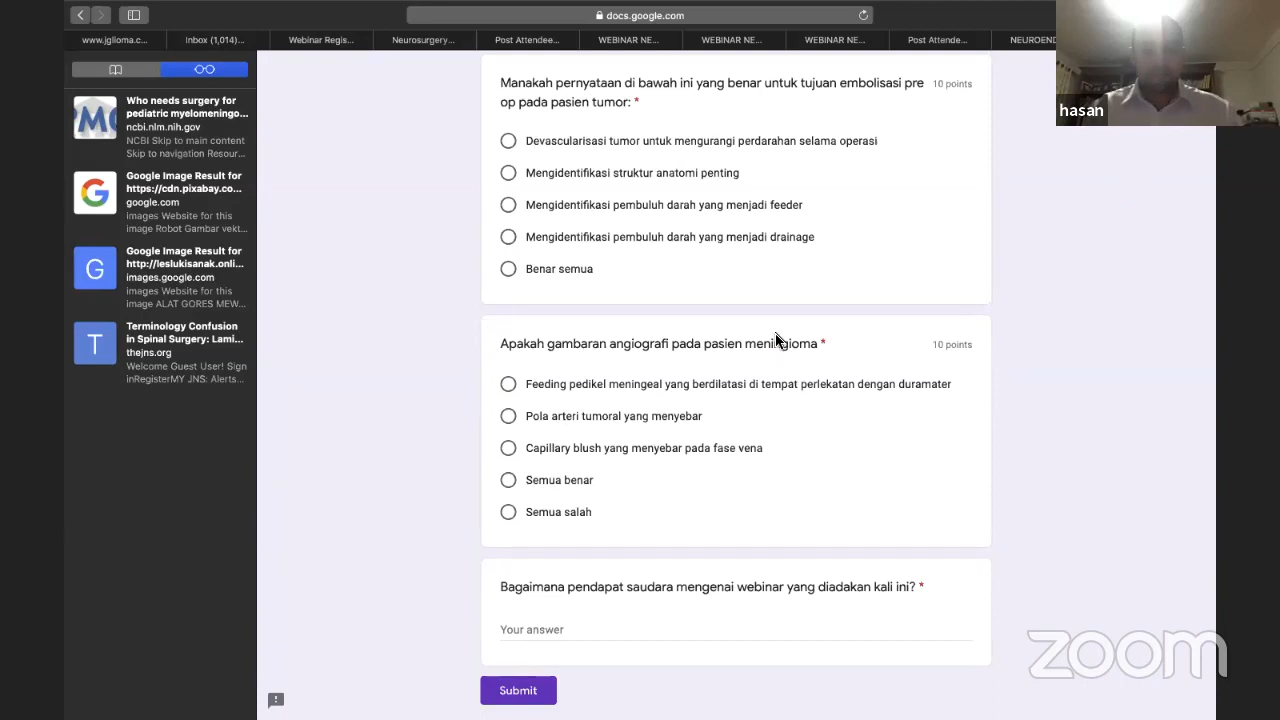 docs.google.com
www.jglioma.c...
Inbox (1,014)...
Webinar Regis...
Neurosurgery...
Post Attendee...
WEBINAR NE...
WEBINAR NE...
WEBINAR NE...
Post Attende...
NEUROEND
hasan
Who needs surgery for
pediatric myelomeningo...
ncbi.nlm.nih.gov
NCBI Skip to main content
Skip to navigation Resour...
Google Image Result for
https://cdn.pixabay.co...
google.com
images Website for this
image Robot Gambar vekt...
G
Google Image Result for
http://leslukisanak.onli...
images.google.com
images Website for this
image ALAT GORES MEW...
T
Terminology Confusion
in Spinal Surgery: Lami...
thejns.org
Welcome Guest User! Sign
inRegisterMY JNS: Alerts...
Manakah pernyataan di bawah ini yang benar untuk tujuan embolisasi pre
op pada pasien tumor: *
10 points
Devascularisasi tumor untuk mengurangi perdarahan selama operasi
Mengidentifikasi struktur anatomi penting
Mengidentifikasi pembuluh darah yang menjadi feeder
Mengidentifikasi pembuluh darah yang menjadi drainage
Benar semua
Apakah gambaran angiografi pada pasien meningioma *
10 points
Feeding pedikel meningeal yang berdilatasi di tempat perlekatan dengan duramater
Pola arteri tumoral yang menyebar
Capillary blush yang menyebar pada fase vena
Semua benar
Semua salah
Bagaimana pendapat saudara mengenai webinar yang diadakan kali ini? *
Your answer
Submit
zoom